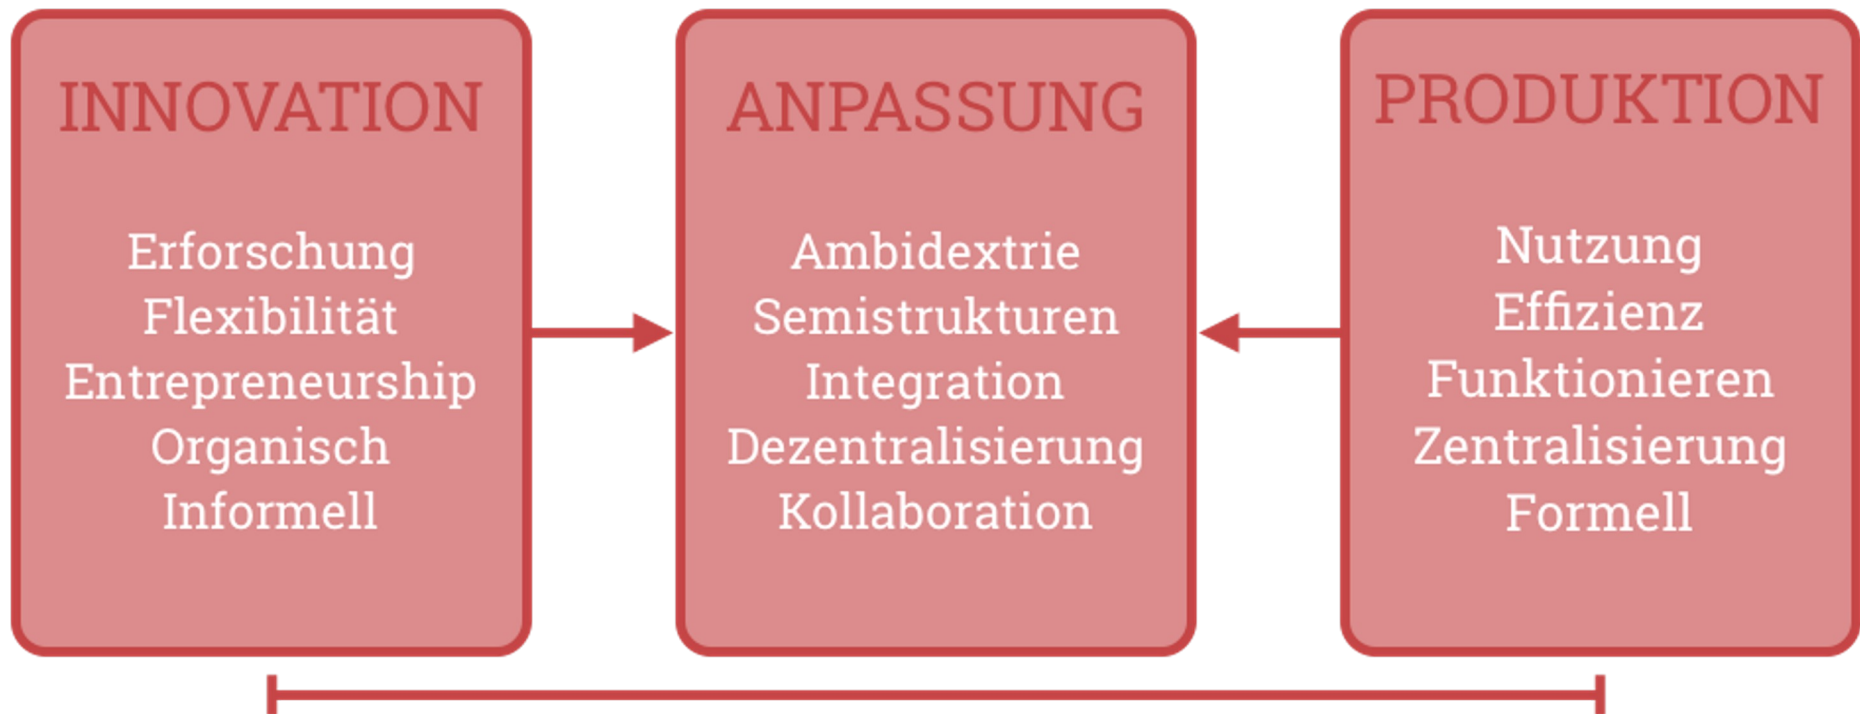 INNOVATION
Erforschung
Flexibilität
Entrepreneurship
Organisch
Informell
ANPASSUNG
Ambidextrie
Semistrukturen
Integration
Dezentralisierung
Kollaboration
PRODUKTION
Nutzung
Effizienz
Funktionieren
Zentralisierung
Formell